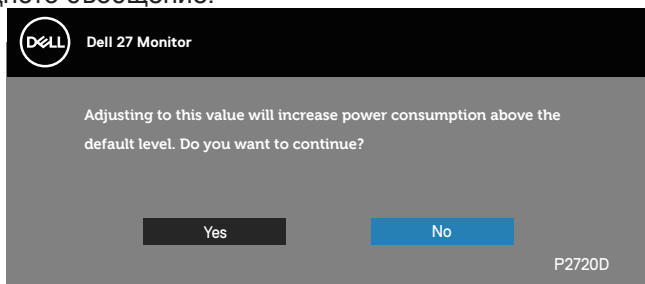 съобщение.
DELL
Dell 27 Monitor
Adjusting to this value will increase power consumption above the
default level. Do you want to continue?
Yes
No
P2720D